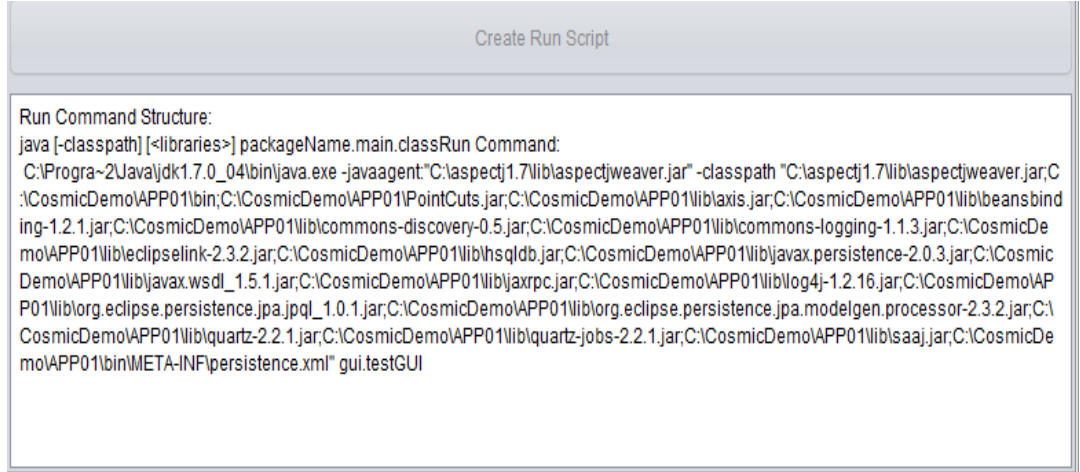 Create Run Script
Run Command Structure:
java [-classpath] [<libraries>] packageName.main.classRun Command:
C:\Progra~2\Java\jdk1.7.0_04\bin\java.exe -javaagent:"C:\aspectj1.7\lib\aspectjweaver.jar" -classpath "C:\aspectj1.7\lib\aspectjweaver.jar;C
:\CosmicDemo\APP01\bin;C:\CosmicDemo\APP01\PointCuts.jar;C:\CosmicDemo\APP01\lib\axis.jar;C:\CosmicDemo\APP01\lib\beansbind
ing-1.2.1.jar;C:\CosmicDemo\APP01\lib\commons-discovery-0.5.jar;C:\CosmicDemo\APP01\lib\commons-logging-1.1.3.jar;C:\CosmicDe
mo\APP01\lib\eclipselink-2.3.2.jar;C:\CosmicDemo\APP01\lib\hsqldb.jar;C:\CosmicDemo\APP01\lib\javax.persistence-2.0.3.jar;C:\Cosmic
Demo\APP01\lib\javax.wsdl_1.5.1.jar;C:\CosmicDemo\APP01\lib\jaxrpc.jar;C:\CosmicDemo\APP01\lib\log4j-1.2.16.jar;C:\CosmicDemo\AP
P01\lib\org.eclipse.persistence.jpa.jpql_1.0.1.jar;C:\CosmicDemo\APP01\lib\org.eclipse.persistence.jpa.modelgen.processor-2.3.2.jar;C:\
CosmicDemo\APP01\lib\quartz-2.2.1.jar;C:\CosmicDemo\APP01\lib\quartz-jobs-2.2.1.jar;C:\CosmicDemo\APP01\lib\saaj.jar;C:\CosmicDe
mo\APP01\bin\META-INF\persistence.xml" gui.testGUI